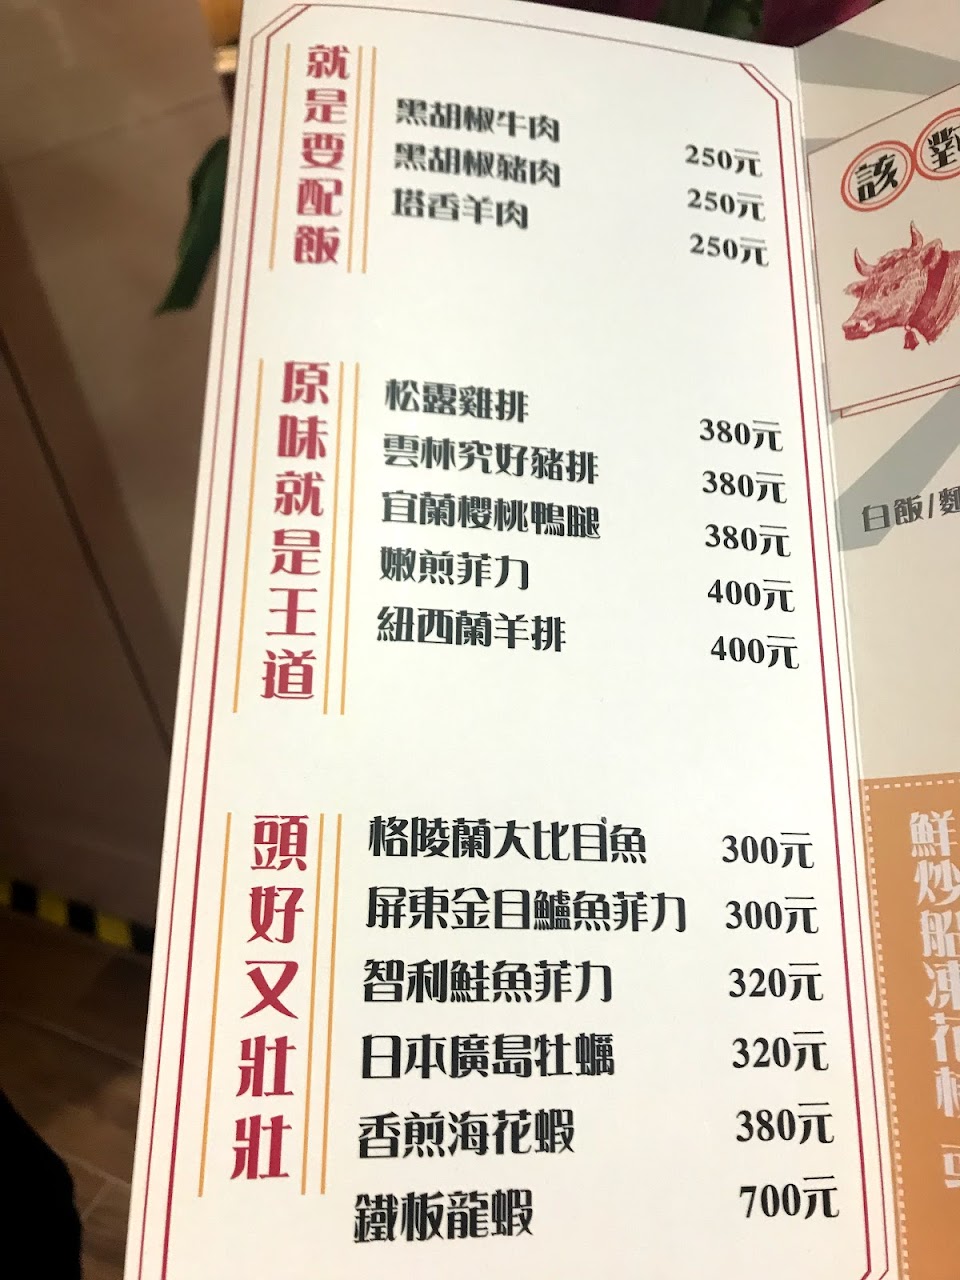 就是要配飯
黑胡椒牛肉 250元
黑胡椒豬肉 250元
塔香羊肉 250元
原味就是王道
松露雞排 380元
雲林究好豬排 380元
宜蘭櫻桃鴨腿 380元
嫩煎菲力 400元
紐西蘭羊排 400元
頭好又壯壯
格陵蘭大比目魚 300元
屏東金目鱸魚菲力 300元
智利鮭魚菲力 320元
日本廣島牡蠣 320元
香煎海花蝦 380元
鐵板龍蝦 700元
該對
白飯/麵
鮮炒船凍花枝